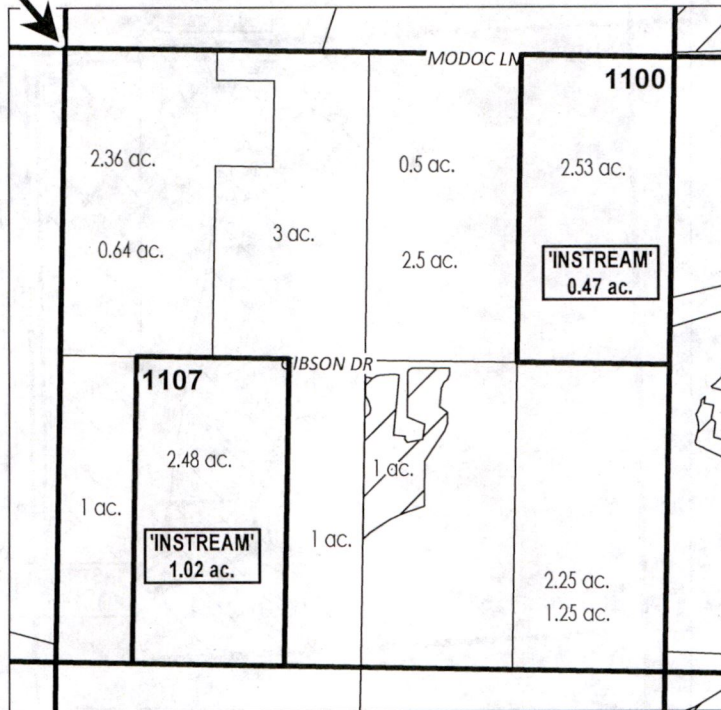 MODOC LN
1100
2.36 ac.
0.64 ac.
3 ac.
0.5 ac.
2.5 ac.
2.53 ac.
'INSTREAM'
0.47 ac.
GIBSON DR
1107
2.48 ac.
1 ac.
'INSTREAM'
1.02 ac.
1 ac.
1 ac.
2.25 ac.
1.25 ac.